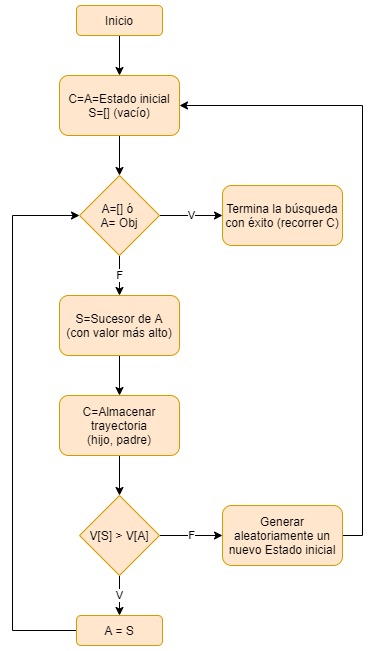 Inicio
C=A=Estado inicial
S=[] (vacío)
A=[] ó
A= Obj
V
Termina la búsqueda
con éxito (recorrer C)
F
S=Sucesor de A
(con valor más alto)
C=Almacenar
trayectoria
(hijo, padre)
V[S] > V[A]
F
Generar
aleatoriamente un
nuevo Estado inicial
V
A = S